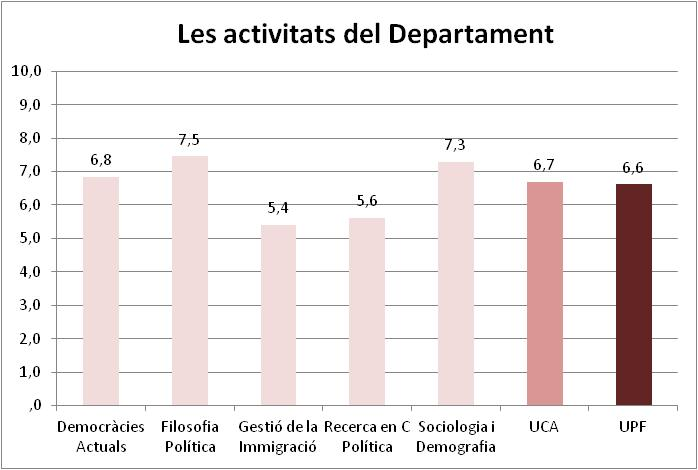 Les activitats del Departament
10,0
9,0
8,0
7,0
6,0
5,0
4,0
3,0
2,0
1,0
,0
6,8
7,5
5,4
5,6
7,3
6,7
6,6
Democràcies
Actuals
Filosofia
Política
Gestió de la
Immigració
Recerca en C
Política
Sociologia i
Demografia
UCA
UPF